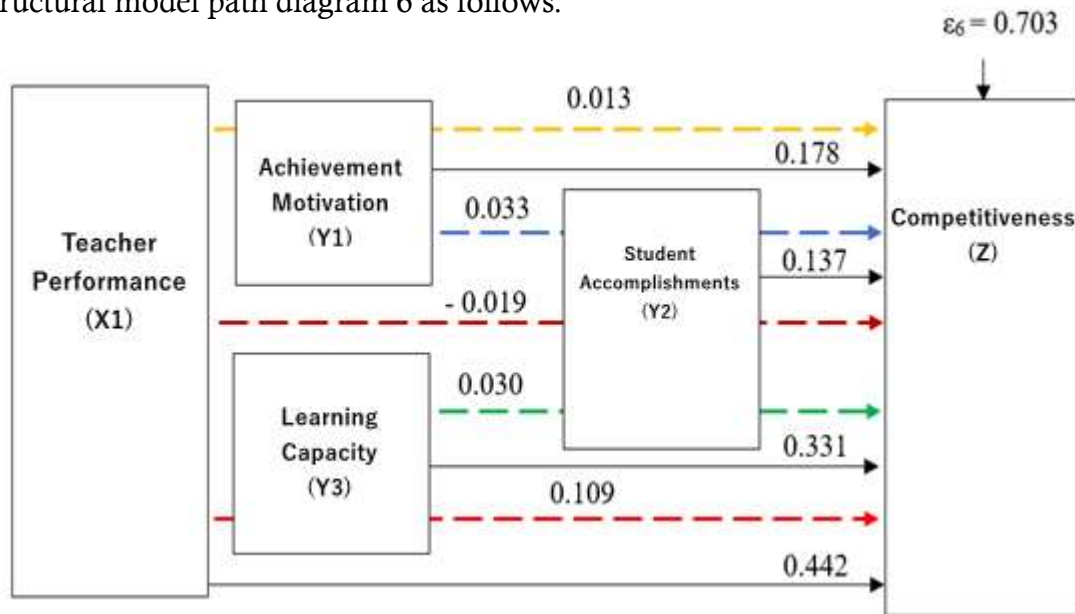 tructural model path diagram 6 as follows.
ε6 = 0.703
0.013
0.178
Achievement
Motivation
(Y1)
0.033
Competitiveness
(Z)
Teacher
Performance
(X1)
Student
Accomplishments
(Y2)
0.137
- 0.019
0.030
Learning
Capacity
(Y3)
0.331
0.109
0.442